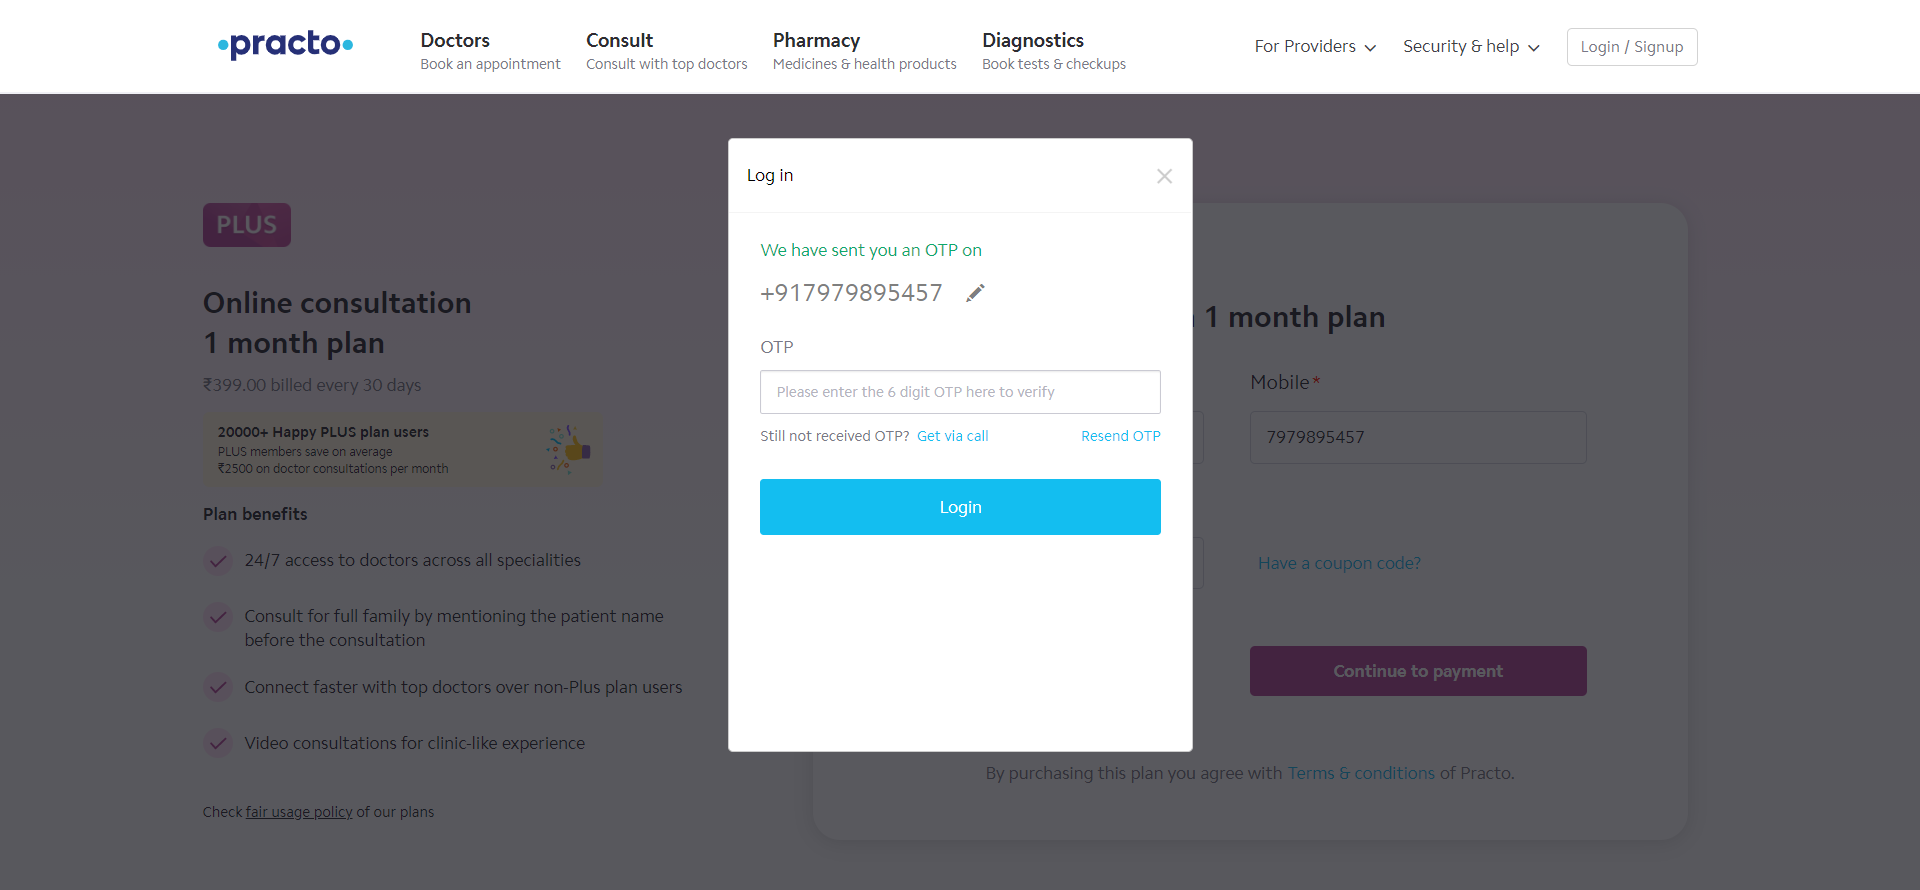 practo
Doctors
Book an appointment
Consult
Consult with top doctors
Pharmacy
Medicines & health products
Diagnostics
Book tests & checkups
For Providers
Security & help
Login / Signup
PLUS
Online consultation
1 month plan
₹399.00 billed every 30 days
20000+ Happy PLUS plan users
PLUS members save on average
₹2500 on doctor consultations per month
Plan benefits
24/7 access to doctors across all specialities
Consult for full family by mentioning the patient name
before the consultation
Connect faster with top doctors over non-Plus plan users
Video consultations for clinic-like experience
Check fair usage policy of our plans
Log in
We have sent you an OTP on
+917979895457
OTP
Please enter the 6 digit OTP here to verify
Still not received OTP? Get via call
Resend OTP
Login
1 month plan
Mobile*
7979895457
Have a coupon code?
Continue to payment
By purchasing this plan you agree with Terms & conditions of Practo.